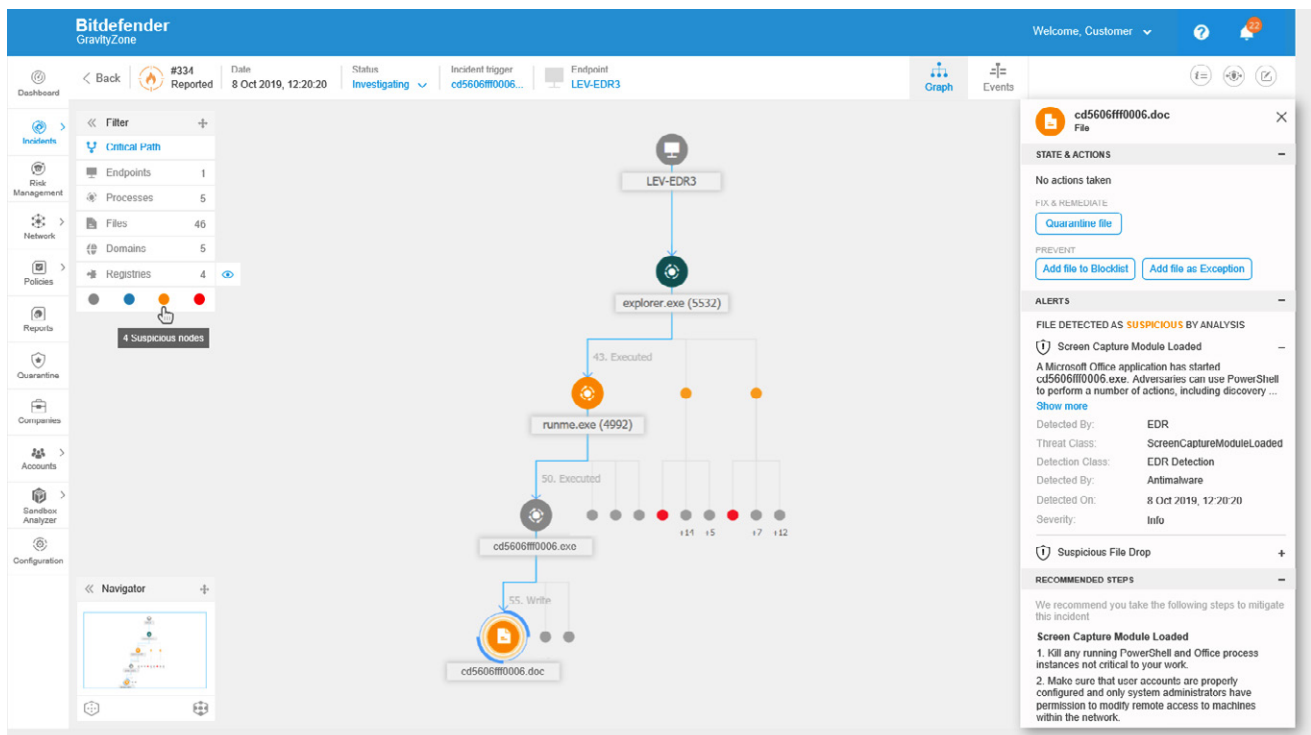 Bitdefender
GravityZone
Welcome, Customer
22
Dashboard
Incidents
Risk
Management
Network
Policies
Reports
Quarantine
Companies
Accounts
Sandbox
Analyzer
Configuration
Back
#334
Reported
Date
8 Oct 2019, 12:20:20
Status
Investigating
Incident trigger
cd5606fff0006...
Endpoint
LEV-EDR3
Graph
Events
Filter
Critical Path
Endpoints 1
Processes 5
Files 46
Domains 5
Registries 4
4 Suspicious nodes
LEV-EDR3
explorer.exe (5532)
43. Executed
runme.exe (4992)
50. Executed
+14 +5 +7 +12
cd5606fff0006.exe
55. Write
cd5606fff0006.doc
Navigator
cd5606fff0006.doc
File
STATE & ACTIONS
No actions taken
FIX & REMEDIATE
Quarantine file
PREVENT
Add file to Blocklist
Add file as Exception
ALERTS
FILE DETECTED AS SUSPICIOUS BY ANALYSIS
Screen Capture Module Loaded
A Microsoft Office application has started
cd5606fff0006.exe. Adversaries can use PowerShell
to perform a number of actions, including discovery ...
Show more
Detected By: EDR
Threat Class: ScreenCaptureModuleLoaded
Detection Class: EDR Detection
Detected By: Antimalware
Detected On: 8 Oct 2019, 12:20:20
Severity: Info
Suspicious File Drop
RECOMMENDED STEPS
We recommend you take the following steps to mitigate
this incident
Screen Capture Module Loaded
1. Kill any running PowerShell and Office process
instances not critical to your work.
2. Make sure that user accounts are properly
configured and only system administrators have
permission to modify remote access to machines
within the network.